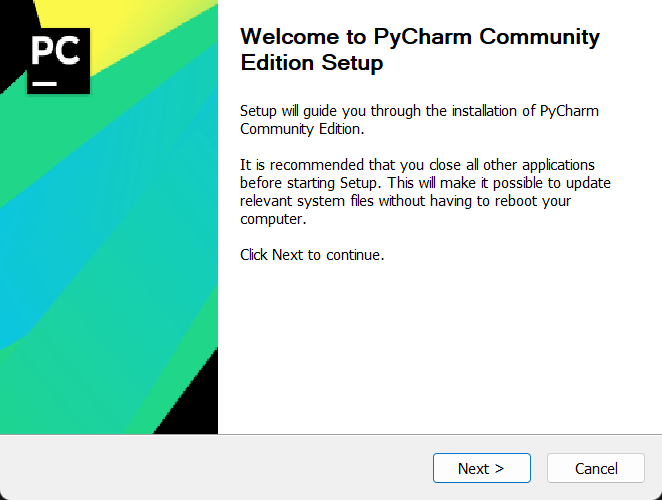 PC
Welcome to PyCharm Community
Edition Setup
Setup will guide you through the installation of PyCharm
Community Edition.
It is recommended that you close all other applications
before starting Setup. This will make it possible to update
relevant system files without having to reboot your
computer.
Click Next to continue.
Next >
Cancel